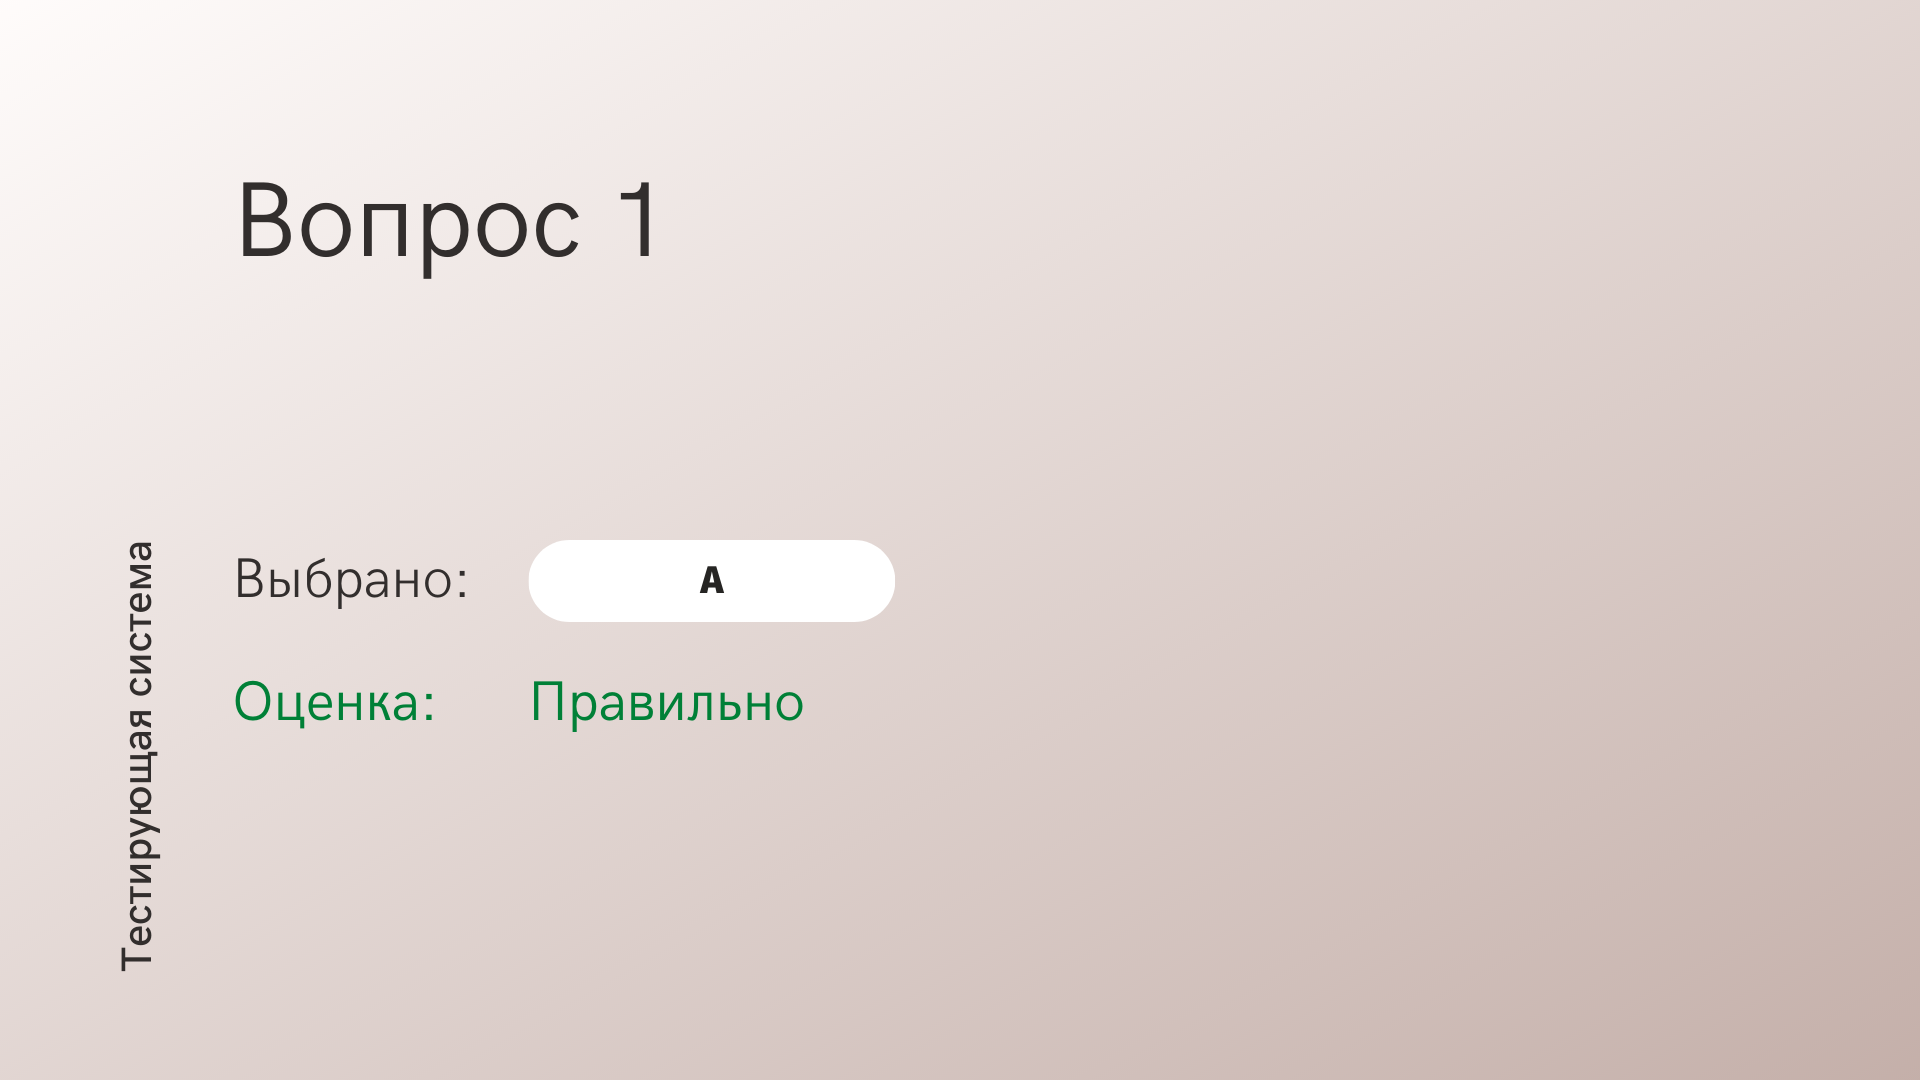 Вопрос 1
Выбрано: A
Оценка: Правильно
Тестирующая система